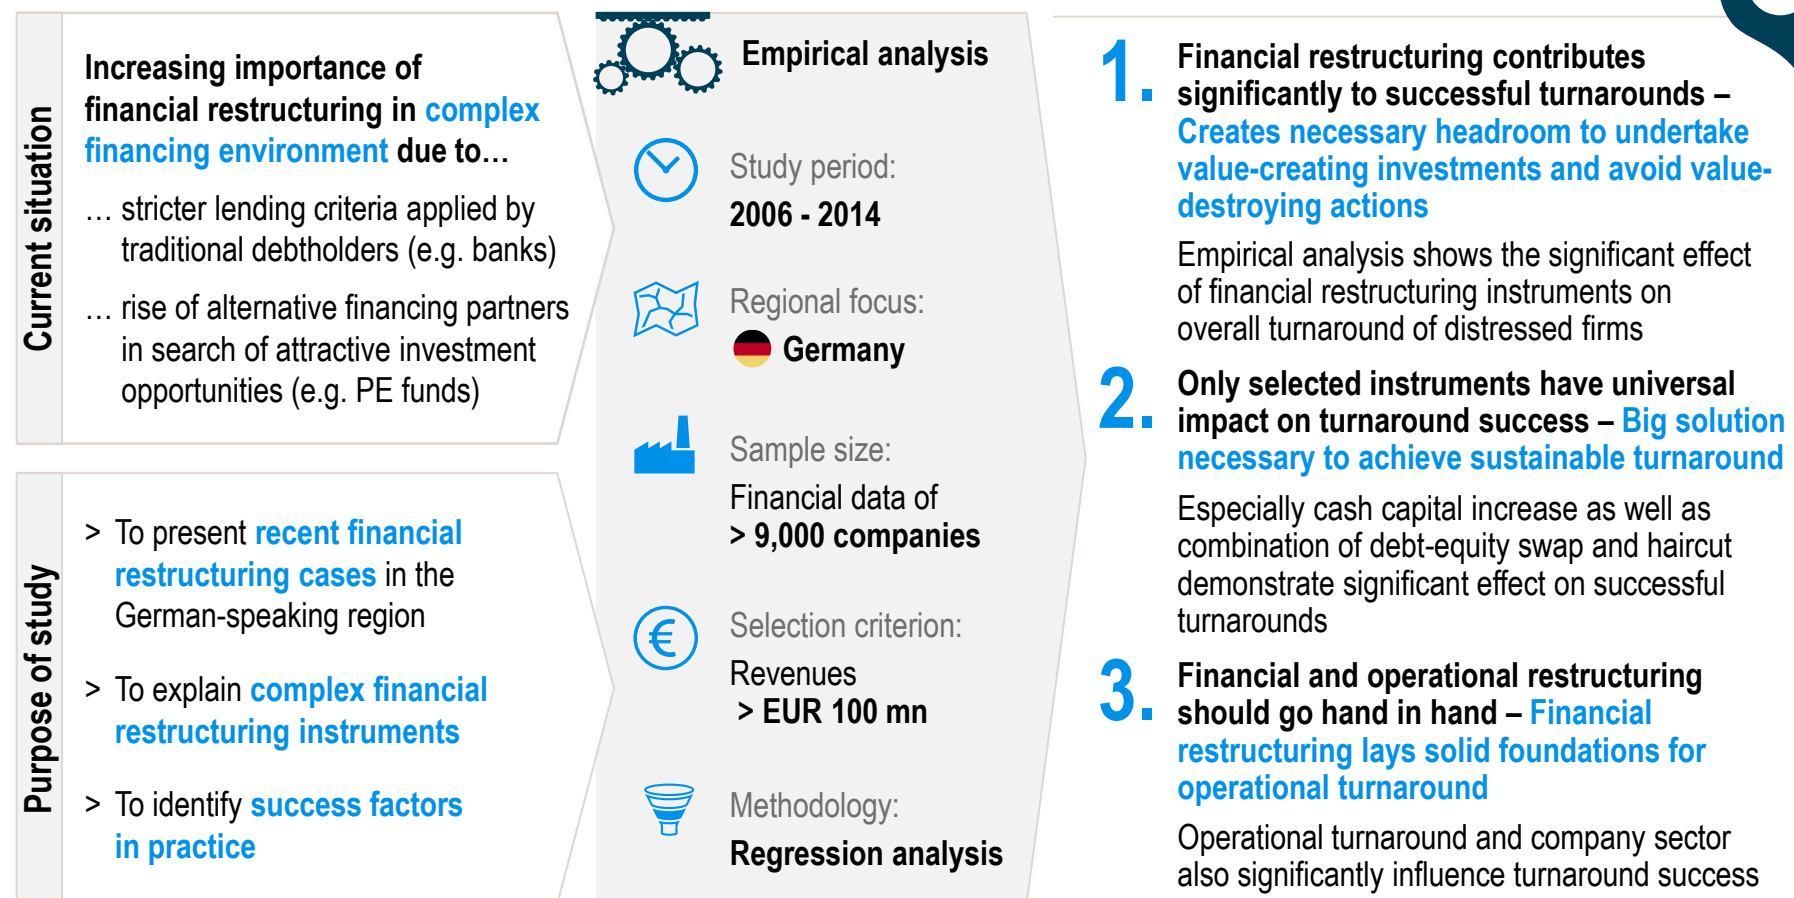 Current situation
Increasing importance of
financial restructuring in complex
financing environment due to…
… stricter lending criteria applied by
traditional debtholders (e.g. banks)
… rise of alternative financing partners
in search of attractive investment
opportunities (e.g. PE funds)
Purpose of study
> To present recent financial
restructuring cases in the
German-speaking region
> To explain complex financial
restructuring instruments
> To identify success factors
in practice
Empirical analysis
Study period:
2006 - 2014
Regional focus:
Germany
Sample size:
Financial data of
> 9,000 companies
€
Selection criterion:
Revenues
> EUR 100 mn
Methodology:
Regression analysis
1. Financial restructuring contributes
significantly to successful turnarounds –
Creates necessary headroom to undertake
value-creating investments and avoid value-
destroying actions
Empirical analysis shows the significant effect
of financial restructuring instruments on
overall turnaround of distressed firms
2. Only selected instruments have universal
impact on turnaround success – Big solution
necessary to achieve sustainable turnaround
Especially cash capital increase as well as
combination of debt-equity swap and haircut
demonstrate significant effect on successful
turnarounds
3. Financial and operational restructuring
should go hand in hand – Financial
restructuring lays solid foundations for
operational turnaround
Operational turnaround and company sector
also significantly influence turnaround success